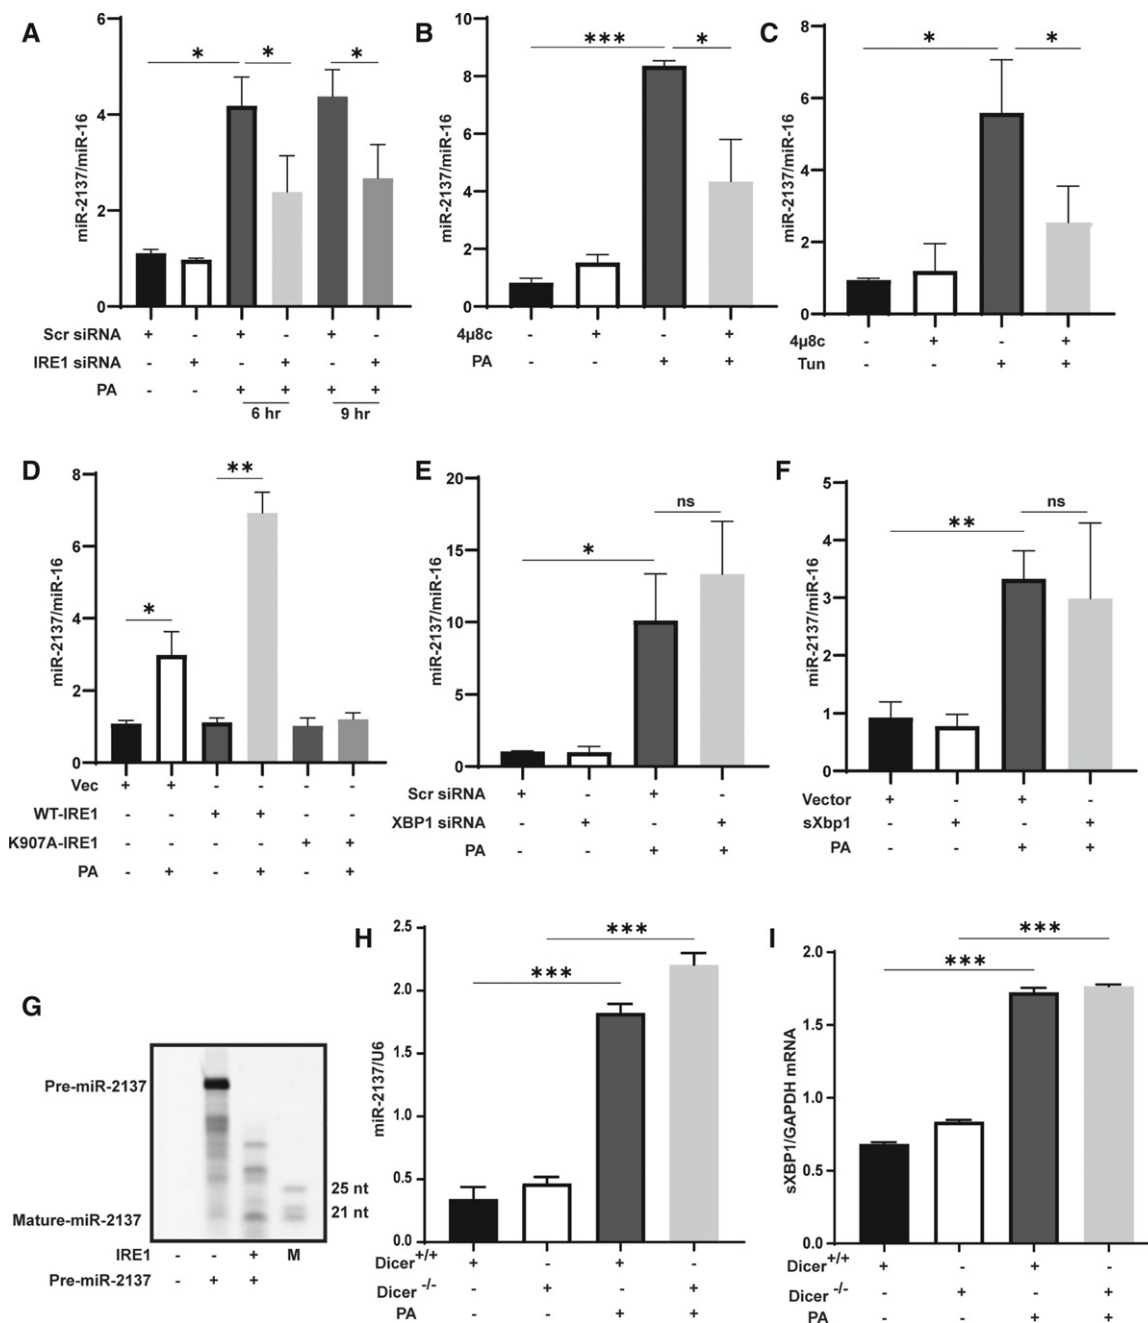 A
6
4
2
0
miR-2137/miR-16
* * *
Scr siRNA + - + - + -
IRE1 siRNA - + - + - +
PA - - + + + +
6 hr 9 hr
B
10
8
6
4
2
0
miR-2137/miR-16
*** *
4µ8c - + - +
PA - - + +
C
8
6
4
2
0
miR-2137/miR-16
* *
4µ8c - + - +
Tun - - + +
D
8
6
4
2
0
miR-2137/miR-16
* **
Vec + + - - - -
WT-IRE1 - - + + - -
K907A-IRE1 - - - - + +
PA - + - + - +
E
20
15
10
5
0
miR-2137/miR-16
* ns
Scr siRNA + - + -
XBP1 siRNA - + - +
PA - - + +
F
5
4
3
2
1
0
miR-2137/miR-16
** ns
Vector + - + -
sXbp1 - + - +
PA - - + +
G
Pre-miR-2137
25 nt
21 nt
Mature-miR-2137
IRE1 - - + M
Pre-miR-2137 - + +
H
2.5
2.0
1.5
1.0
0.5
0.0
miR-2137/U6
***
***
Dicer+/+ + - + -
Dicer -/- - + - +
PA - - + +
I
2.0
1.5
1.0
0.5
0.0
sXBP1/GAPDH mRNA
***
***
Dicer+/+ + - + -
Dicer -/- - + - +
PA - - + +